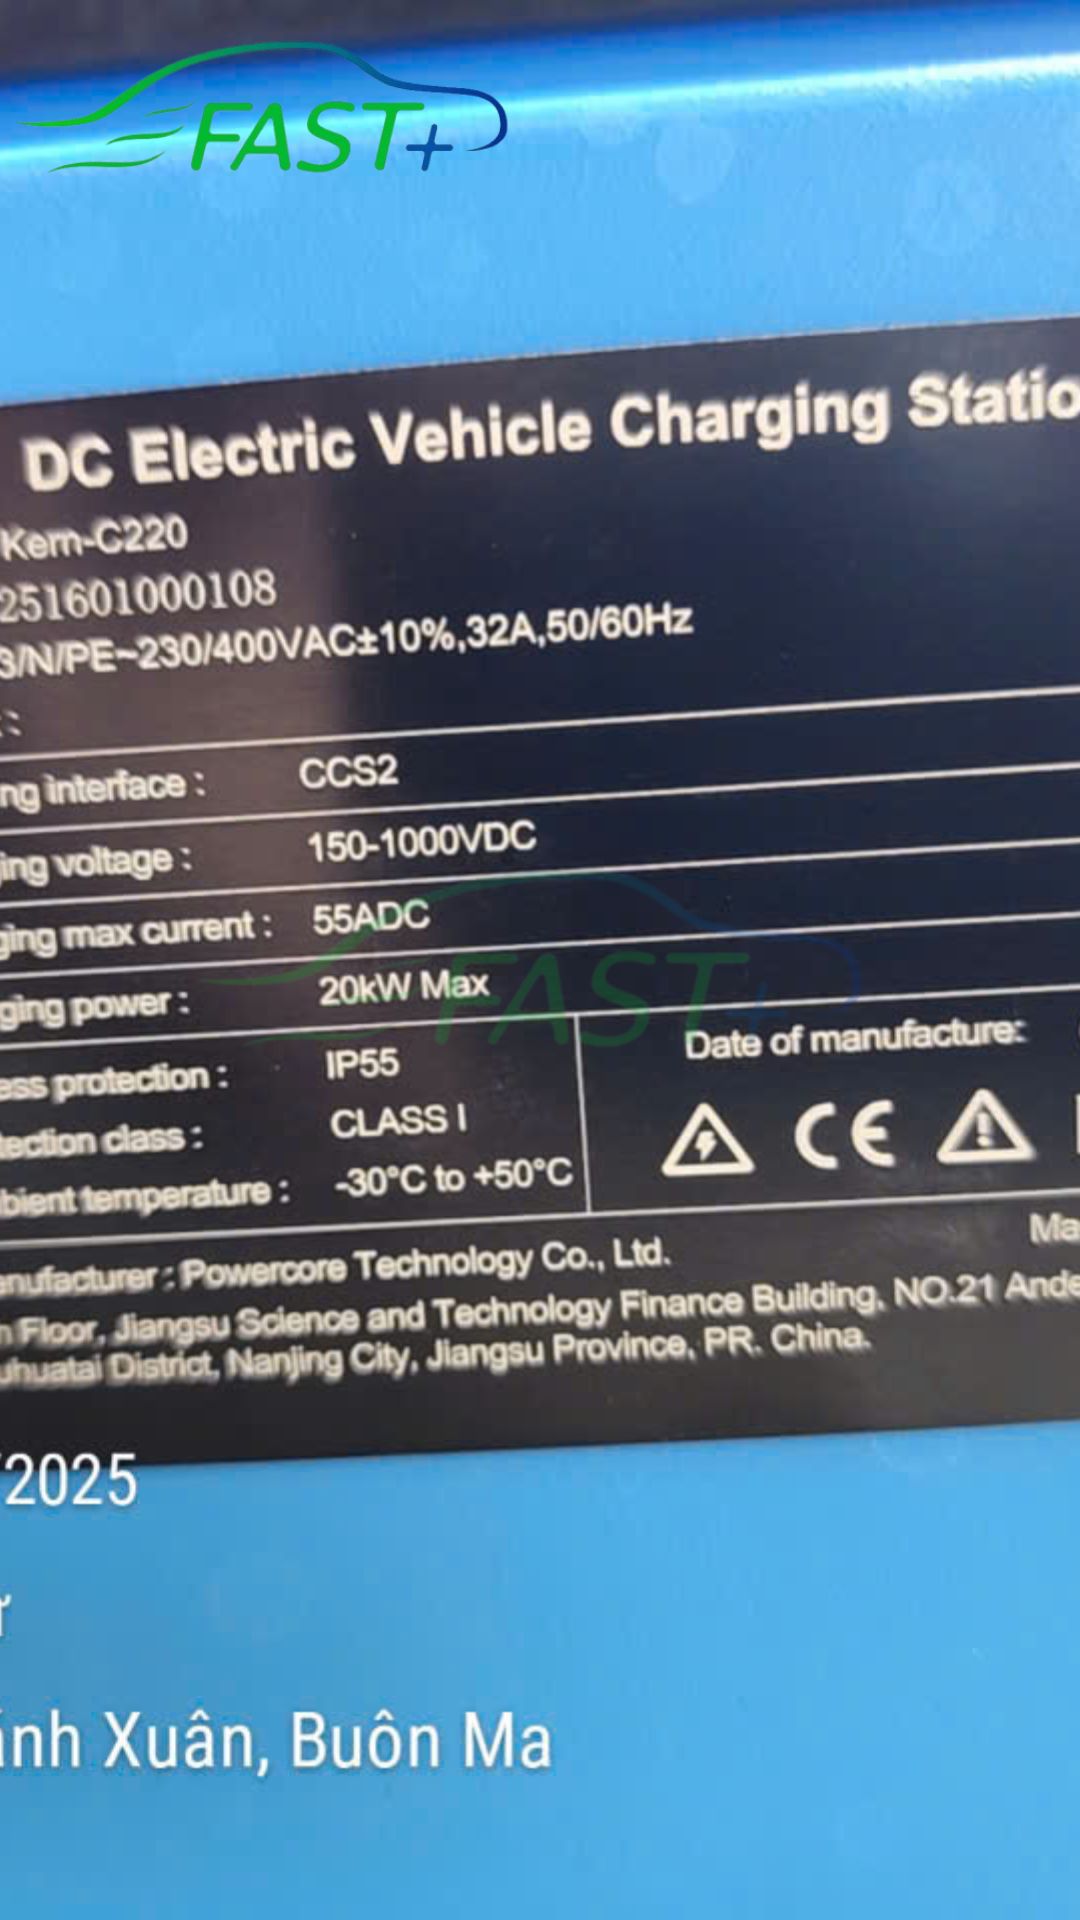 FAST+
DC Electric Vehicle Charging Statio
Kern-C220
251601000108
3/N/PE~230/400VAC±10%,32A,50/60Hz
:
ng interface : CCS2
ing voltage : 150-1000VDC
ging max current : 55ADC
ging power : 20kW Max
FAST+
ess protection : IP55
Date of manufacture:
tection class : CLASS I
CE
bient temperature : -30°C to +50°C
anufacturer : Powercore Technology Co., Ltd.
Ma
n Floor, Jiangsu Science and Technology Finance Building, NO.21 Ande
uhuatai District, Nanjing City, Jiangsu Province, PR. China.
/2025
ánh Xuân, Buôn Ma